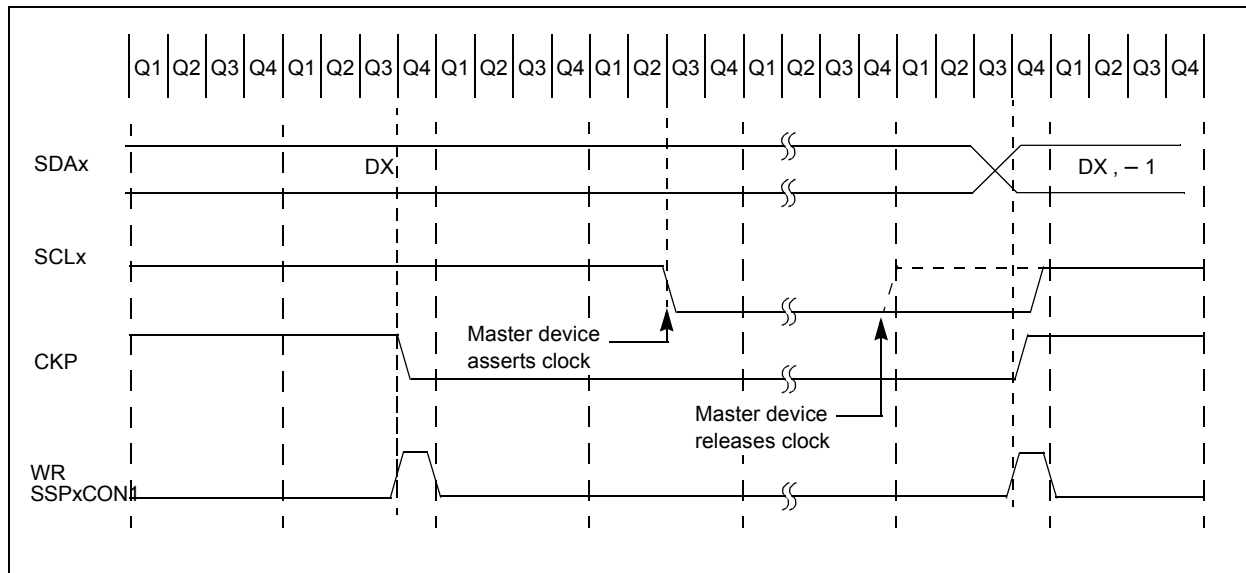 Q1 Q2 Q3 Q4 Q1 Q2 Q3 Q4 Q1 Q2 Q3 Q4 Q1 Q2 Q3 Q4 Q1 Q2 Q3 Q4 Q1 Q2 Q3 Q4 Q1 Q2 Q3 Q4
SDAx
DX
DX , – 1
SCLx
Master device
asserts clock
CKP
Master device
releases clock
WR
SSPxCON1